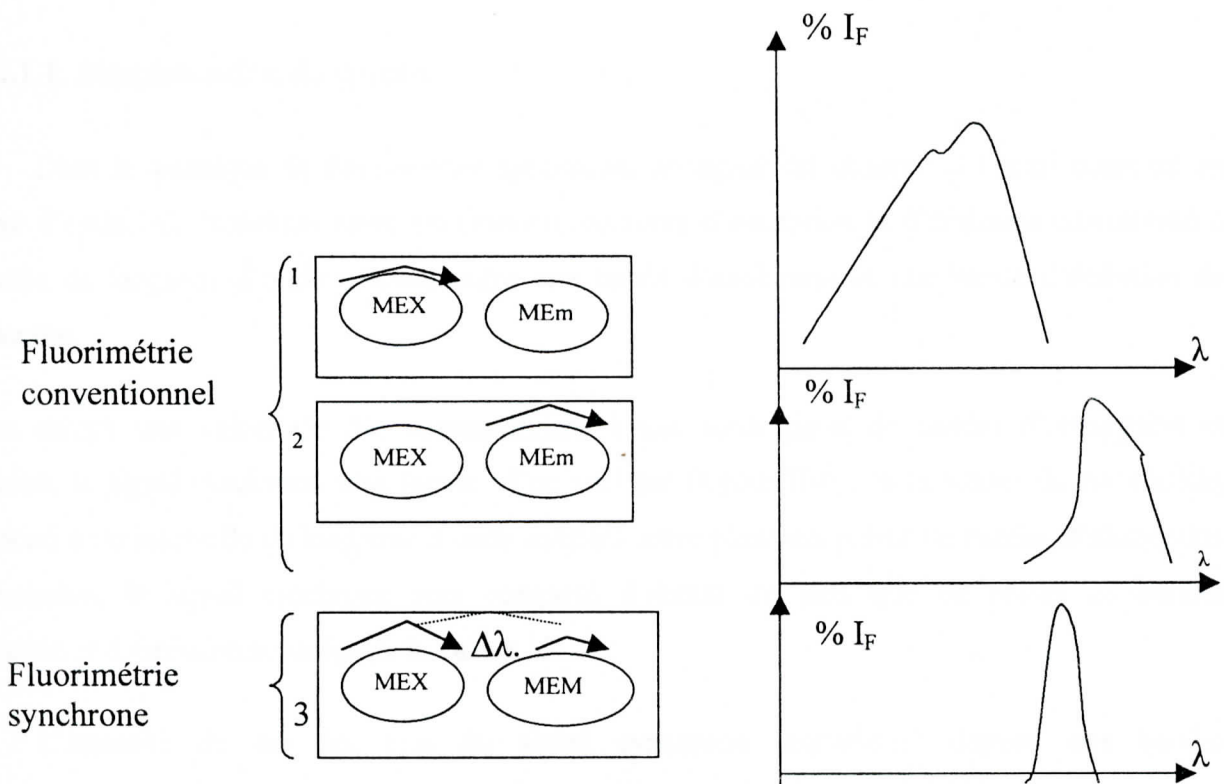 % I_F
λ
Fluorimétrie
conventionnel
1
MEX
MEm
2
MEX
MEm
% I_F
λ
Fluorimétrie
synchrone
3
Δλ.
MEX
MEM
% I_F